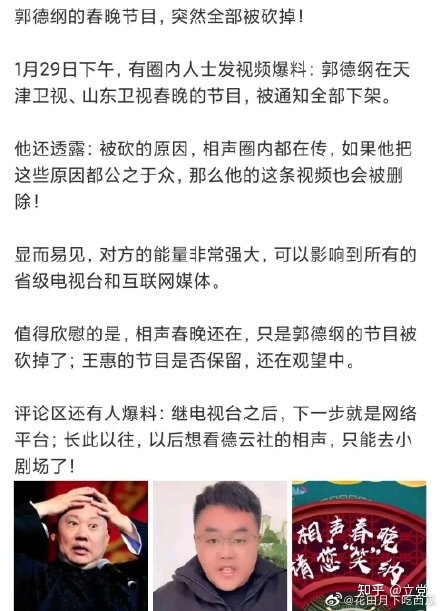 郭德纲的春晚节目，突然全部被砍掉！
1月29日下午，有圈内人士发视频爆料：郭德纲在天
津卫视、山东卫视春晚的节目，被通知全部下架。
他还透露：被砍的原因，相声圈内都在传，如果他把
这些原因都公之于众，那么他的这条视频也会被删
除！
显而易见，对方的能量非常强大，可以影响到所有的
省级电视台和互联网媒体。
值得欣慰的是，相声春晚还在，只是郭德纲的节目被
砍掉了；王惠的节目是否保留，还在观望中。
评论区还有人爆料：继电视台之后，下一步就是网络
平台；长此以往，以后想看德云社的相声，只能去小
剧场了！
相声春晚
请您“笑”纳
知乎 @立党
@花田月下吃西瓜